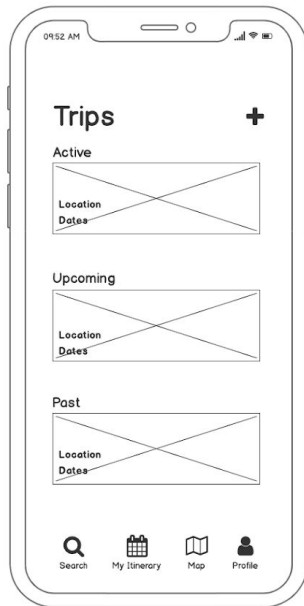 09:52 AM
Trips
Active
Location
Dates
Upcoming
Location
Dates
Past
Location
Dates
Search My Itinerary Map Profile